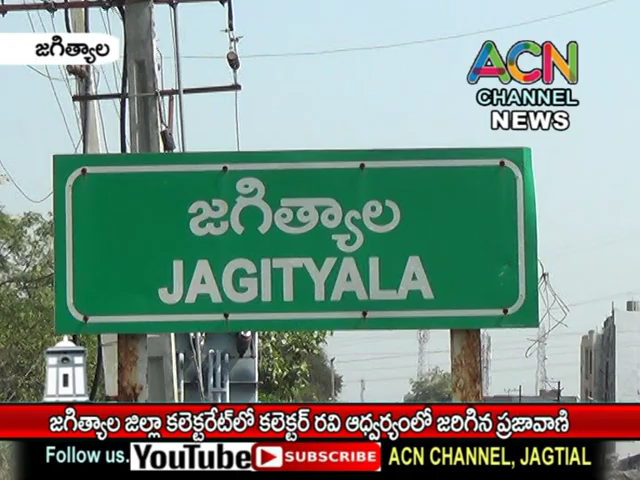 జగిత్యాల
ACN
CHANNEL
NEWS
జగిత్యాల
JAGITYALA
జగిత్యాల జిల్లా కలెక్టరేట్‌లో కలెక్టర్ రవి ఆధ్వర్యంలో జరిగిన ప్రజావాణి
Follow us. YouTube SUBSCRIBE ACN CHANNEL, JAGTIAL